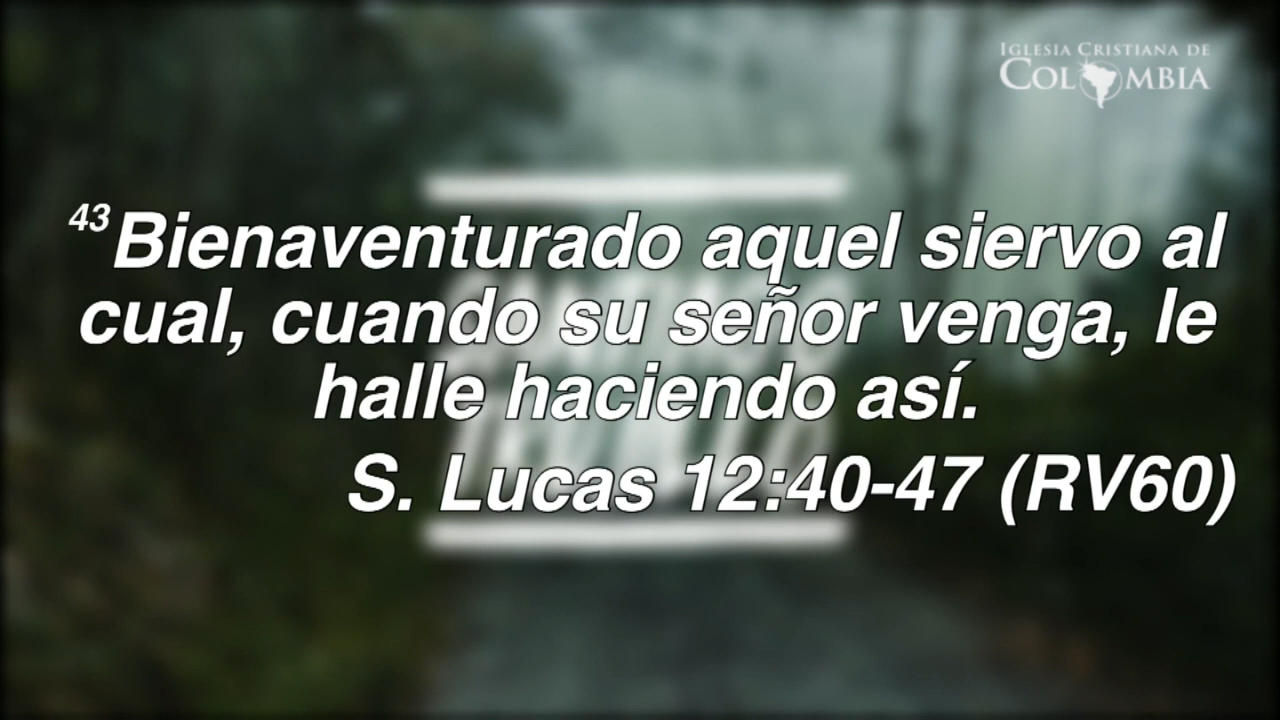 IGLESIA CRISTIANA DE
COLOMBIA
43 Bienaventurado aquel siervo al
cual, cuando su señor venga, le
halle haciendo así.
S. Lucas 12:40-47 (RV60)